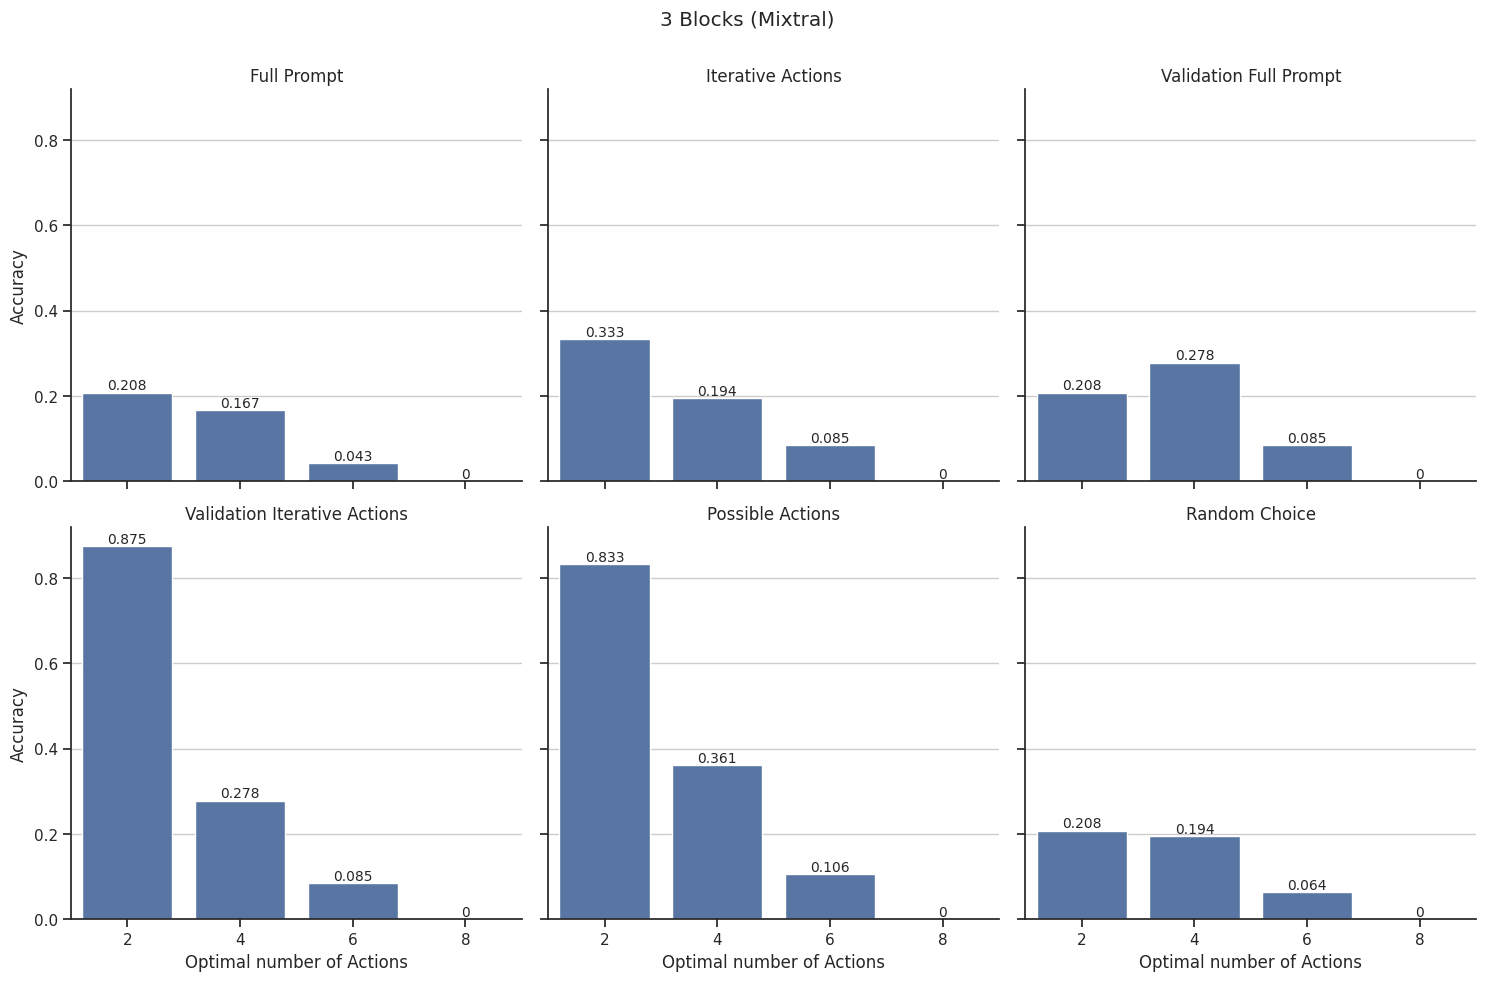 3 Blocks (Mixtral)
Full Prompt
Iterative Actions
Validation Full Prompt
Accuracy
0.8
0.6
0.4
0.2
0.0
0.208
0.167
0.043
0
0.333
0.194
0.085
0
0.208
0.278
0.085
0
Validation Iterative Actions
Possible Actions
Random Choice
Accuracy
0.8
0.6
0.4
0.2
0.0
0.875
0.278
0.085
0
0.833
0.361
0.106
0
0.208
0.194
0.064
0
2 4 6 8
2 4 6 8
2 4 6 8
Optimal number of Actions
Optimal number of Actions
Optimal number of Actions